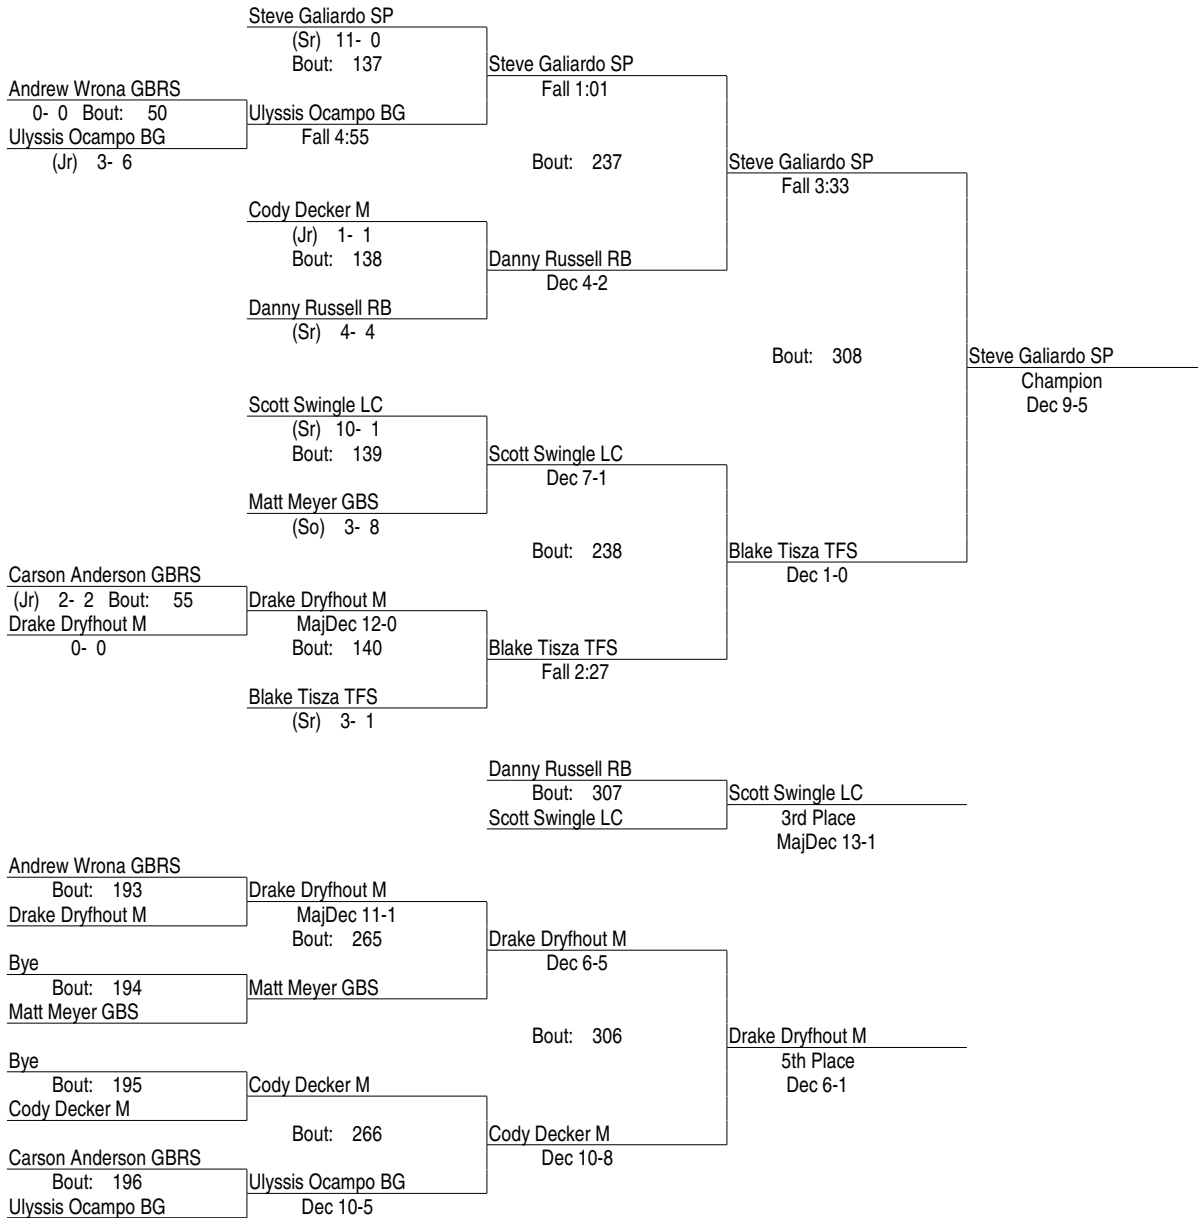 Steve Galiardo SP
(Sr) 11- 0
Bout: 137
Steve Galiardo SP
Fall 1:01
Andrew Wrona GBRS
0- 0 Bout: 50
Ulyssis Ocampo BG
Ulyssis Ocampo BG
Fall 4:55
(Jr) 3- 6
Bout: 237
Steve Galiardo SP
Fall 3:33
Cody Decker M
(Jr) 1- 1
Bout: 138
Danny Russell RB
Dec 4-2
Danny Russell RB
(Sr) 4- 4
Bout: 308
Steve Galiardo SP
Champion
Dec 9-5
Scott Swingle LC
(Sr) 10- 1
Bout: 139
Scott Swingle LC
Dec 7-1
Matt Meyer GBS
(So) 3- 8
Bout: 238
Blake Tisza TFS
Dec 1-0
Carson Anderson GBRS
(Jr) 2- 2 Bout: 55
Drake Dryfhout M
Drake Dryfhout M
MajDec 12-0
0- 0
Bout: 140
Blake Tisza TFS
Fall 2:27
Blake Tisza TFS
(Sr) 3- 1
Danny Russell RB
Bout: 307
Scott Swingle LC
Scott Swingle LC
3rd Place
MajDec 13-1
Andrew Wrona GBRS
Bout: 193
Drake Dryfhout M
Drake Dryfhout M
MajDec 11-1
Bout: 265
Drake Dryfhout M
Dec 6-5
Bye
Bout: 194
Matt Meyer GBS
Matt Meyer GBS
Bout: 306
Drake Dryfhout M
5th Place
Dec 6-1
Bye
Bout: 195
Cody Decker M
Cody Decker M
Bout: 266
Cody Decker M
Dec 10-8
Carson Anderson GBRS
Bout: 196
Ulyssis Ocampo BG
Ulyssis Ocampo BG
Dec 10-5